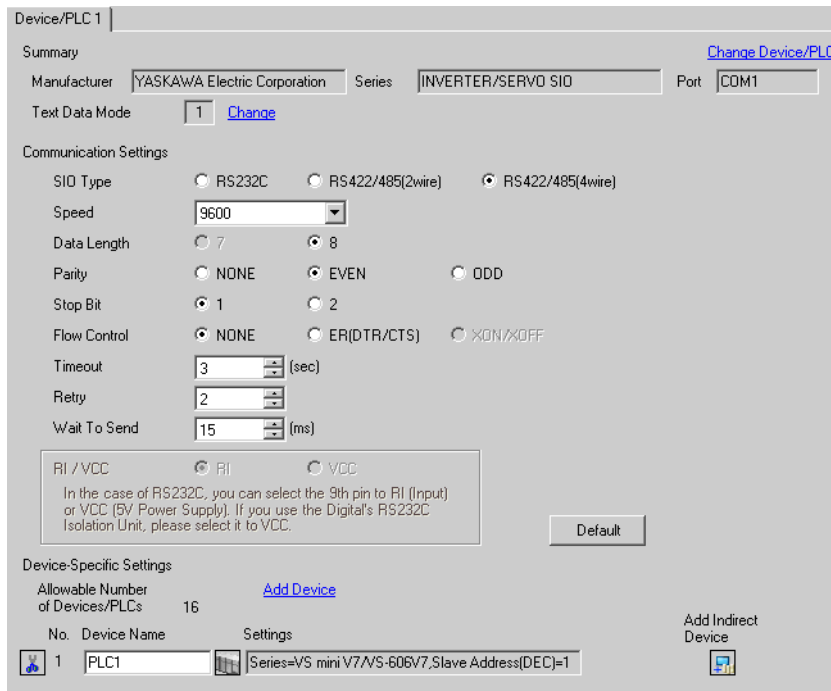 Device/PLC 1
Summary
Change Device/PLC
Manufacturer YASKAWA Electric Corporation Series INVERTER/SERVO SIO Port COM1
Text Data Mode 1 Change
Communication Settings
SIO Type RS232C RS422/485(2wire) RS422/485(4wire)
Speed 9600
Data Length 7 8
Parity NONE EVEN ODD
Stop Bit 1 2
Flow Control NONE ER(DTR/CTS) XON/XOFF
Timeout 3 (sec)
Retry 2
Wait To Send 15 (ms)
RI / VCC RI VCC
In the case of RS232C, you can select the 9th pin to RI (Input)
or VCC (5V Power Supply). If you use the Digital's RS232C
Isolation Unit, please select it to VCC.
Default
Device-Specific Settings
Allowable Number
of Devices/PLCs 16
Add Device
No. Device Name Settings
Add Indirect
Device
1 PLC1 Series=VS mini V7/VS-606V7,Slave Address(DEC)=1